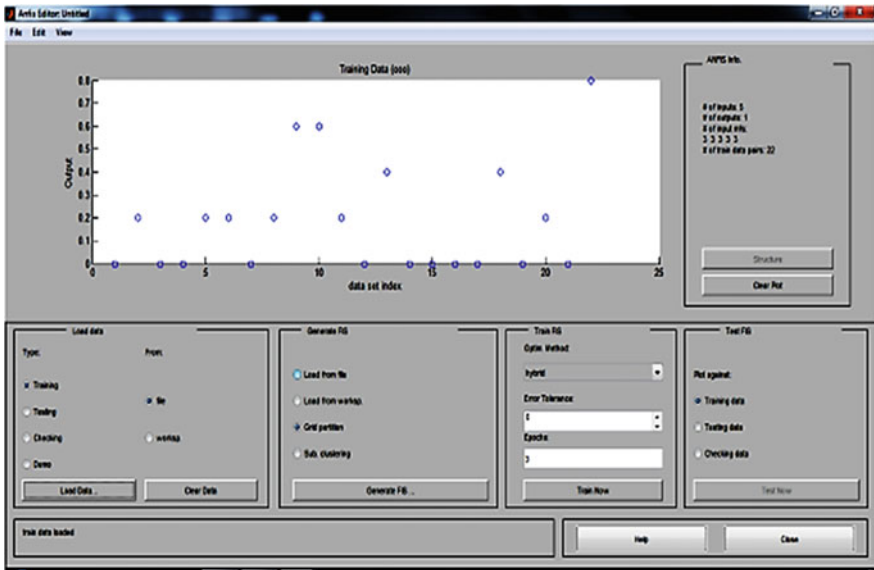 Anfis Editor: Untitled
File Edit View
Training Data (ooo)
Output
0.8
0.7
0.6
0.5
0.4
0.3
0.2
0.1
0
0 5 10 15 20 25
data set index
ANFIS Info.
# of inputs: 5
# of outputs: 1
# of input mfs:
3 3 3 3 3
# of train data pairs: 22
Structure
Clear Plot
Load data
Type: From:
Training
file
Testing
Checking
worksp.
Demo
Load Data... Clear Data
Generate FIS
Load from file
Load from worksp.
Grid partition
Sub. clustering
Generate FIS ...
Train FIS
Optim. Method:
hybrid
Error Tolerance:
Epochs:
3
Train Now
Test FIS
Plot against:
Training data
Testing data
Checking data
Test Now
train data loaded
Help Close